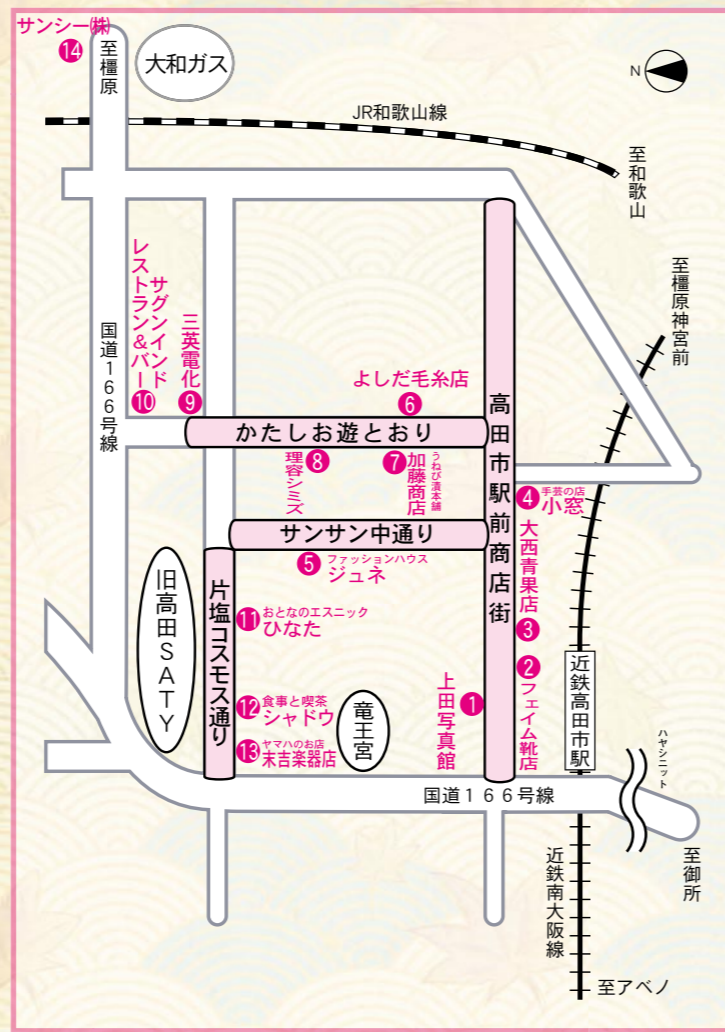 サンシー㈱
⑭
至橿原
大和ガス
N
JR和歌山線
至和歌山
至橿原神宮前
国道166号線
サグンインド
レストラン&バー
⑩
三英電化
⑨
よしだ毛糸店
⑥
かたしお遊とおり
⑧
理容シミズ
⑦
うねび漬本舗
加藤商店
高田市駅前商店街
④
手芸の店
小窓
サンサン中通り
⑤
ファッションハウス
ジュネ
大西青果店
③
旧高田SATY
片塩コスモス通り
⑪
おとなのエスニック
ひなた
⑫
食事と喫茶
シャドウ
⑬
ヤマハのお店
末吉楽器店
竜王宮
①
上田写真館
②
フェイム靴店
近鉄高田市駅
ハヤシニット
国道166号線
至御所
近鉄南大阪線
至アベノ